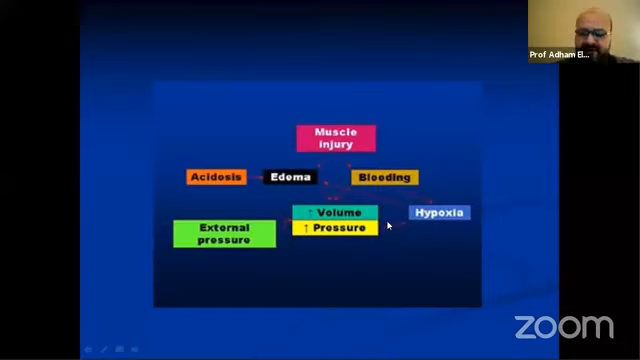 Prof Adham El...
Muscle
injury
Acidosis
Edema
Bleeding
↑ Volume
Hypoxia
↑ Pressure
External
pressure
zoom